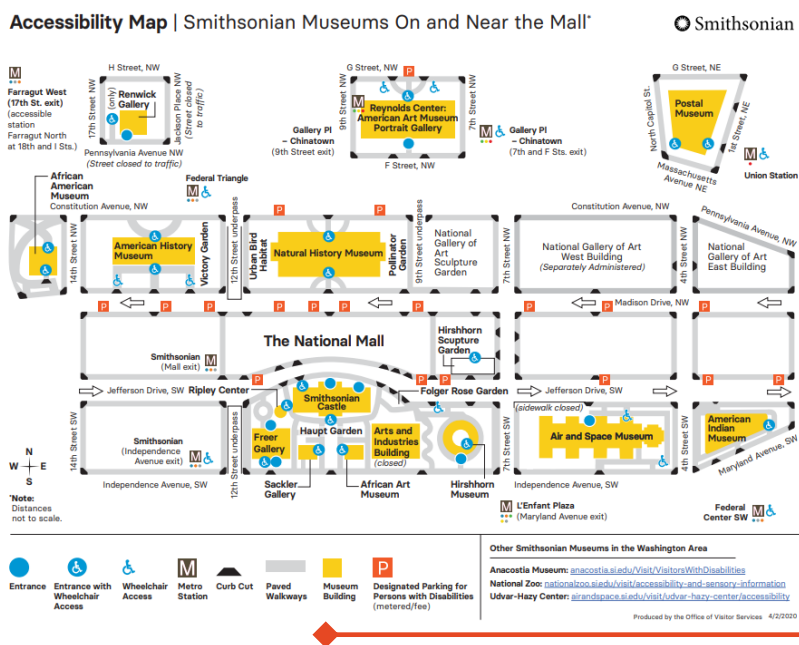 Accessibility Map | Smithsonian Museums On and Near the Mall*
Smithsonian
M
Farragut West
(17th St. exit)
(accessible
station
Farragut North
at 18th and I Sts.)
H Street, NW
17th Street NW
(only)
Renwick
Gallery
Jackson Place NW
(Street closed
to traffic)
Pennsylvania Avenue NW
(Street closed to traffic)
G Street, NW
P
9th Street NW
M
Reynolds Center:
American Art Museum
Portrait Gallery
7th Street NW
Gallery Pl
– Chinatown
(9th Street exit)
F Street, NW
M
Gallery Pl
– Chinatown
(7th and F Sts. exit)
G Street, NE
North Capitol St.
Postal
Museum
1st Street, NE
Massachusetts
Avenue NE
M
Union Station
African
American
Museum
Federal Triangle
M
Constitution Avenue, NW
14th Street NW
American History
Museum
Victory Garden
12th Street underpass
P
P
Urban Bird
Habitat
Natural History Museum
Pollinator
Garden
9th Street underpass
National
Gallery of
Art
Sculpture
Garden
7th Street NW
Constitution Avenue, NW
National Gallery of Art
West Building
(Separately Administered)
4th Street NW
Pennsylvania Avenue, NW
National
Gallery of Art
East Building
P
P
P
P
P
P
P
P
P
Madison Drive, NW
P
The National Mall
Smithsonian
(Mall exit)
M
Hirshhorn
Scupture
Garden
Jefferson Drive, SW
Ripley Center
P
P
P
Folger Rose Garden
Jefferson Drive, SW
P
P
P
14th Street SW
Smithsonian
(Independence
Avenue exit)
M
12th Street underpass
Smithsonian
Castle
Freer
Gallery
Haupt Garden
Arts and
Industries
Building
(closed)
7th Street SW
(sidewalk closed)
Air and Space Museum
4th Street SW
American
Indian
Museum
Maryland Avenue, SW
Independence Avenue, SW
Sackler
Gallery
African Art
Museum
Hirshhorn
Museum
Independence Avenue, SW
M
L'Enfant Plaza
(Maryland Avenue exit)
Federal
Center SW
M
N
W E
S
*Note:
Distances
not to scale.
Entrance
Entrance with
Wheelchair
Access
Wheelchair
Access
M
Metro
Station
Curb Cut
Paved
Walkways
Museum
Building
P
Designated Parking for
Persons with Disabilities
(metered/fee)
Other Smithsonian Museums in the Washington Area
Anacostia Museum: anacostia.si.edu/Visit/VisitorsWithDisabilities
National Zoo: nationalzoo.si.edu/visit/accessibility-and-sensory-information
Udvar-Hazy Center: airandspace.si.edu/visit/udvar-hazy-center/accessibility
Produced by the Office of Visitor Services 4/2/2020